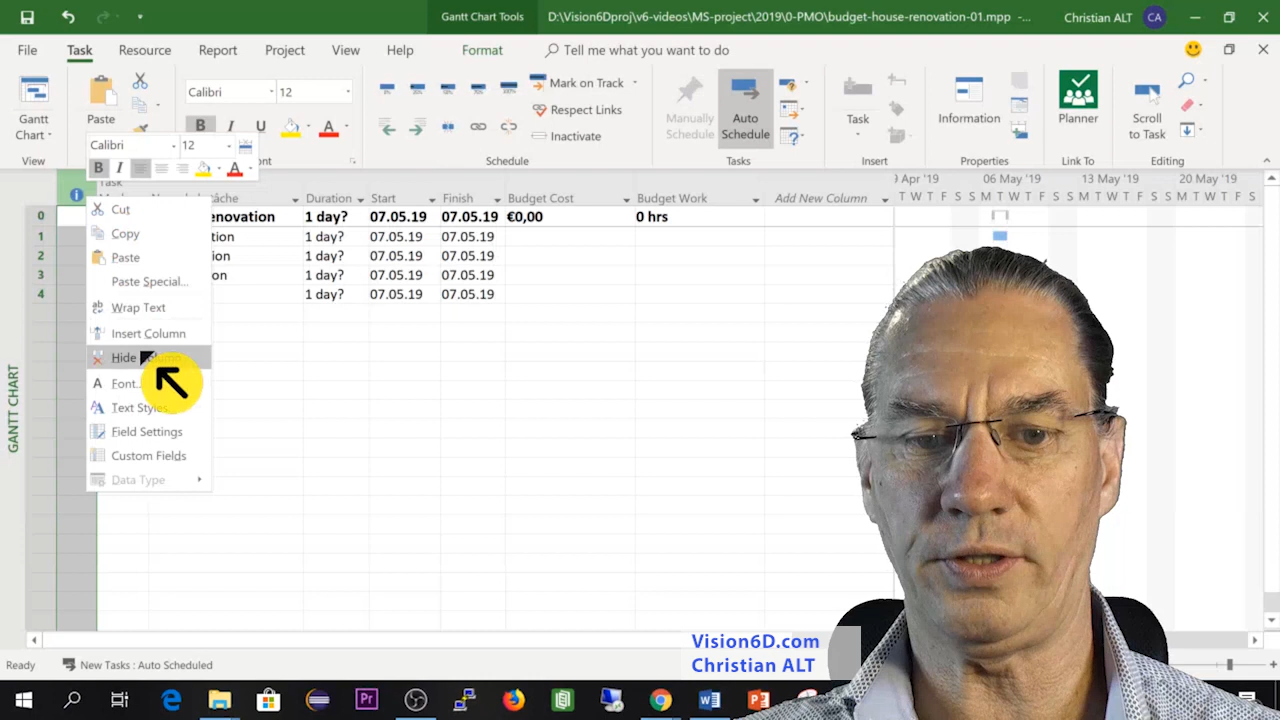 Gantt Chart Tools
D:\Vision6Dproj\v6-videos\MS-project\2019\0-PMO\budget-house-renovation-01.mpp -...
Christian ALT CA
File Task Resource Report Project View Help Format Tell me what you want to do
Gantt Chart
View
Paste
Calibri 12
B I U A
Calibri 12
B I A
Font
Mark on Track
Respect Links
Inactivate
Schedule
Manually Schedule
Auto Schedule
Tasks
Task
Insert
Information
Properties
Planner
Link To
Scroll to Task
Editing
Task
Duration Start Finish Budget Cost Budget Work Add New Column
Apr '19 06 May '19 13 May '19 20 May '19
W T F S S M T W T F S S M T W T F S S M T W T F S
0 enovation 1 day? 07.05.19 07.05.19 €0,00 0 hrs
1 tion 1 day? 07.05.19 07.05.19
2 ion 1 day? 07.05.19 07.05.19
3 on 1 day? 07.05.19 07.05.19
4 1 day? 07.05.19 07.05.19
Cut
Copy
Paste
Paste Special...
Wrap Text
Insert Column
Hide
Font...
Text Styles
Field Settings
Custom Fields
Data Type
GANTT CHART
Vision6D.com
Christian ALT
Ready New Tasks : Auto Scheduled